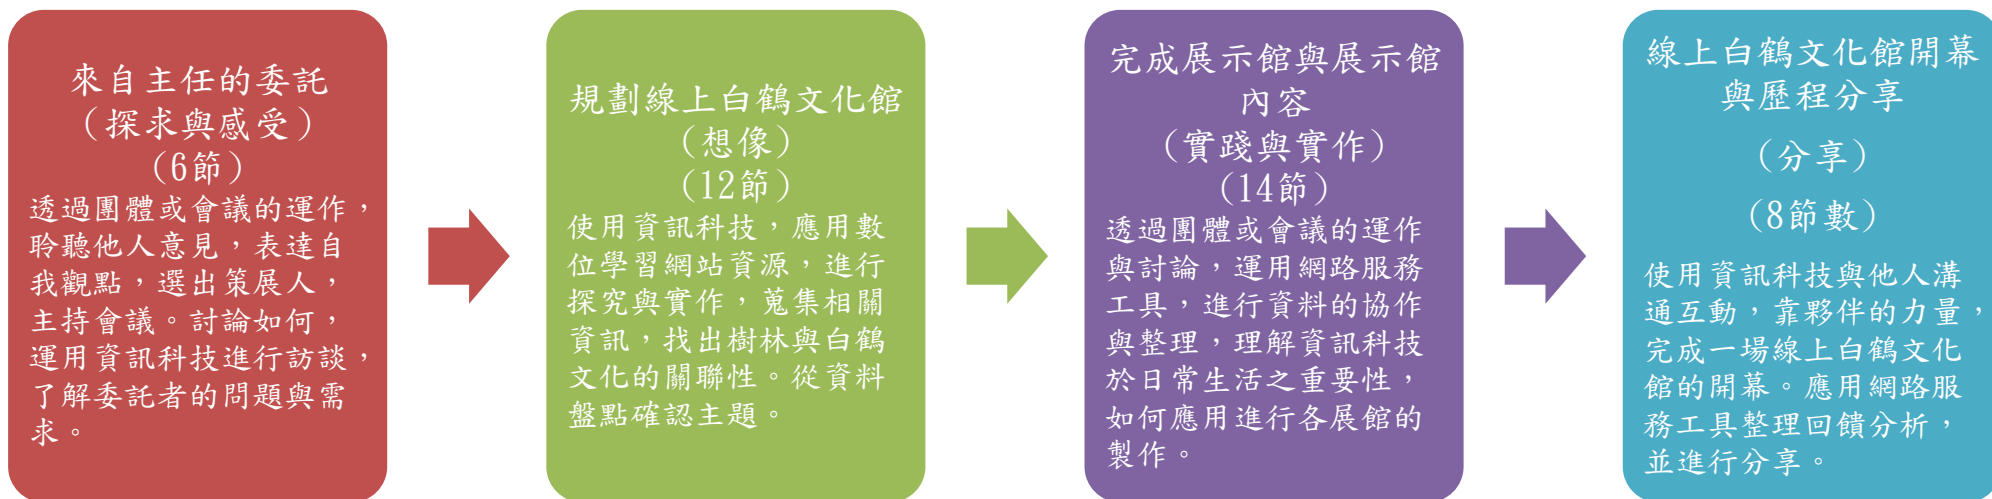 來自主任的委託
（探求與感受）
(6節)
透過團體或會議的運作，
聆聽他人意見，表達自
我觀點，選出策展人，
主持會議。討論如何，
運用資訊科技進行訪談，
了解委託者的問題與需
求。
規劃線上白鶴文化館
（想像）
(12節)
使用資訊科技，應用數
位學習網站資源，進行
探究與實作，蒐集相關
資訊，找出樹林與白鶴
文化的關聯性。從資料
盤點確認主題。
完成展示館與展示館
內容
（實踐與實作）
(14節)
透過團體或會議的運作
與討論，運用網路服務
工具，進行資料的協作
與整理，理解資訊科技
於日常生活之重要性，
如何應用進行各展館的
製作。
線上白鶴文化館開幕
與歷程分享
（分享）
(8節數)
使用資訊科技與他人溝
通互動，靠夥伴的力量，
完成一場線上白鶴文化
館的開幕。應用網路服
務工具整理回饋分析，
並進行分享。